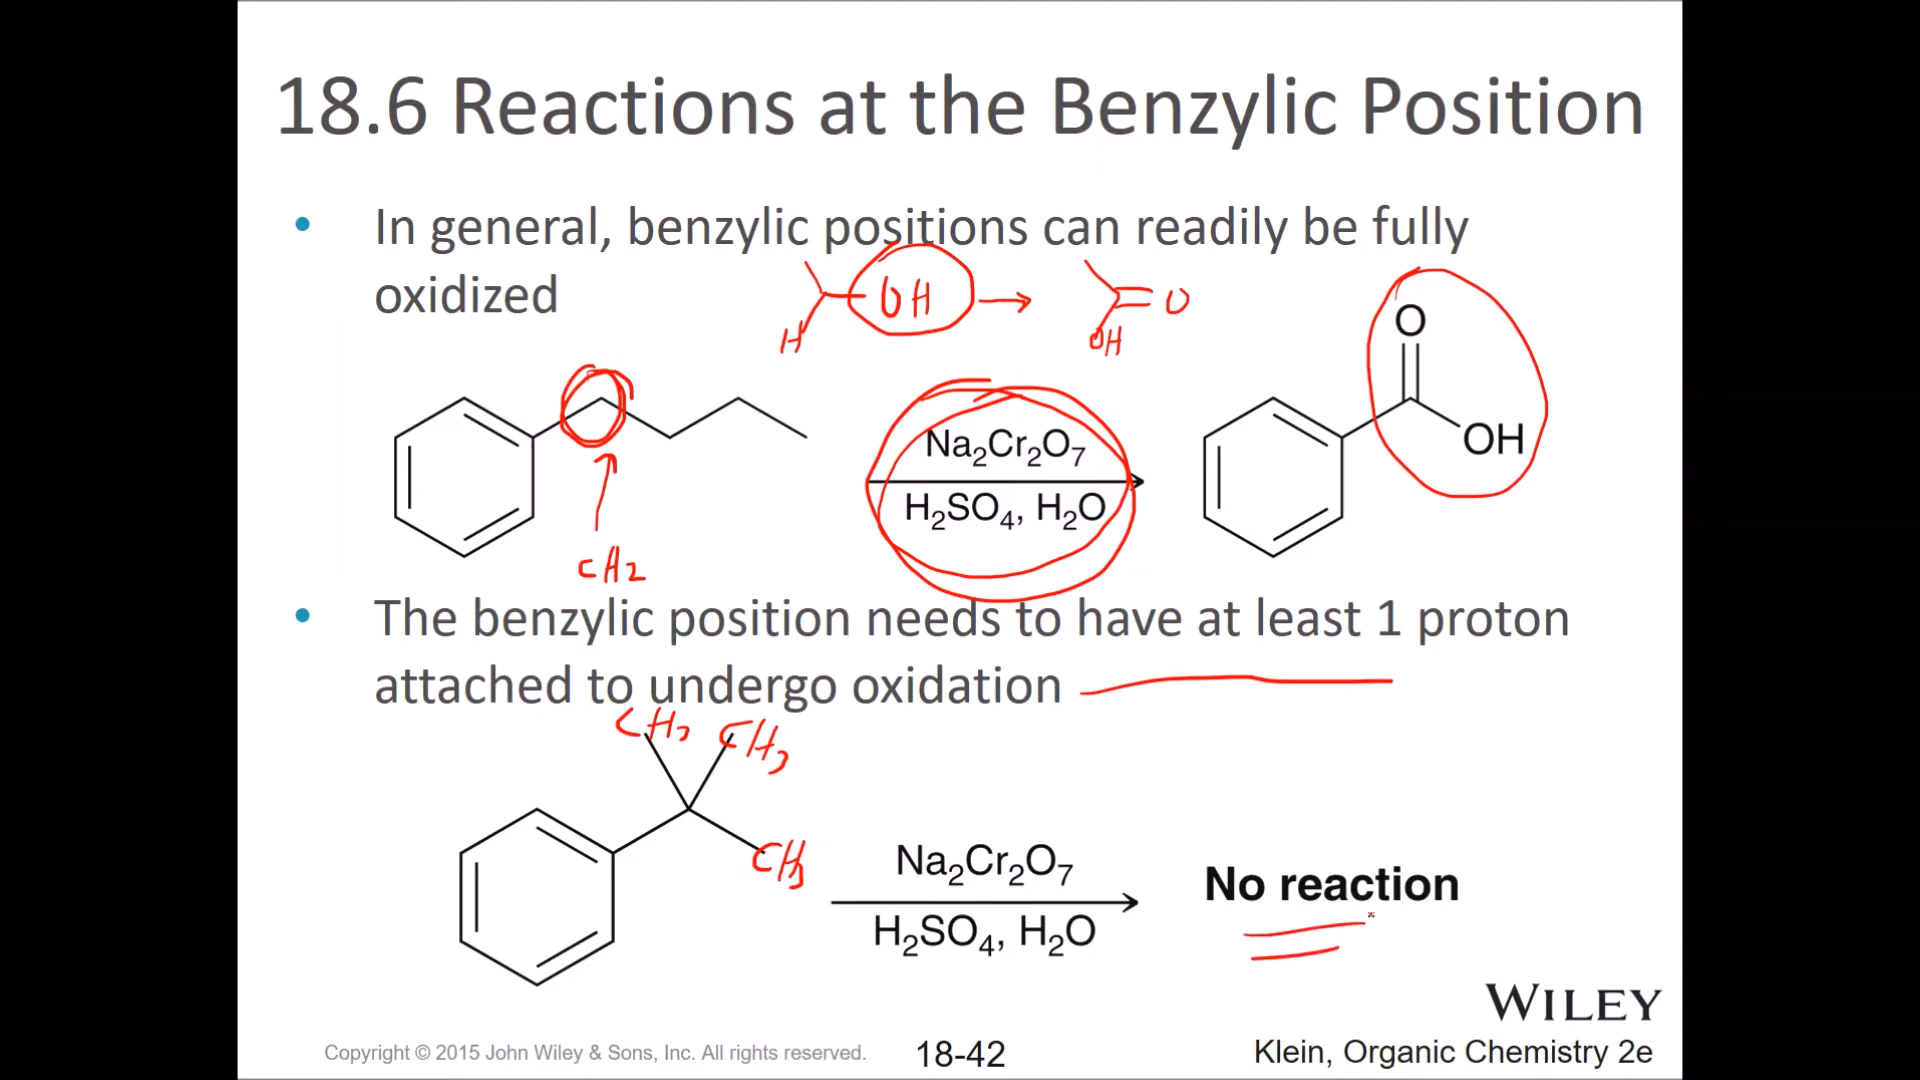 18.6 Reactions at the Benzylic Position
• In general, benzylic positions can readily be fully
oxidized
OH
O
H
OH
O
OH
Na₂Cr₂O₇
H₂SO₄, H₂O
CH2
• The benzylic position needs to have at least 1 proton
attached to undergo oxidation
CH3
CH3
CH3
Na₂Cr₂O₇
H₂SO₄, H₂O
No reaction
WILEY
Copyright © 2015 John Wiley & Sons, Inc. All rights reserved.
18-42
Klein, Organic Chemistry 2e